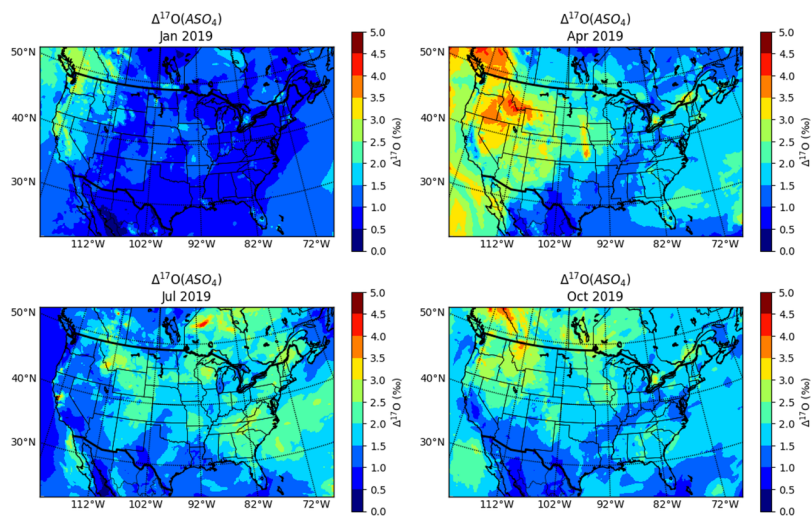 Δ¹⁷O(ASO₄)
Jan 2019
50°N
40°N
30°N
112°W 102°W 92°W 82°W 72°W
5.0
4.5
4.0
3.5
3.0
2.5
2.0
1.5
1.0
0.5
0.0
Δ¹⁷O (‰)
Δ¹⁷O(ASO₄)
Apr 2019
50°N
40°N
30°N
112°W 102°W 92°W 82°W 72°W
5.0
4.5
4.0
3.5
3.0
2.5
2.0
1.5
1.0
0.5
0.0
Δ¹⁷O (‰)
Δ¹⁷O(ASO₄)
Jul 2019
50°N
40°N
30°N
112°W 102°W 92°W 82°W 72°W
5.0
4.5
4.0
3.5
3.0
2.5
2.0
1.5
1.0
0.5
0.0
Δ¹⁷O (‰)
Δ¹⁷O(ASO₄)
Oct 2019
50°N
40°N
30°N
112°W 102°W 92°W 82°W 72°W
5.0
4.5
4.0
3.5
3.0
2.5
2.0
1.5
1.0
0.5
0.0
Δ¹⁷O (‰)